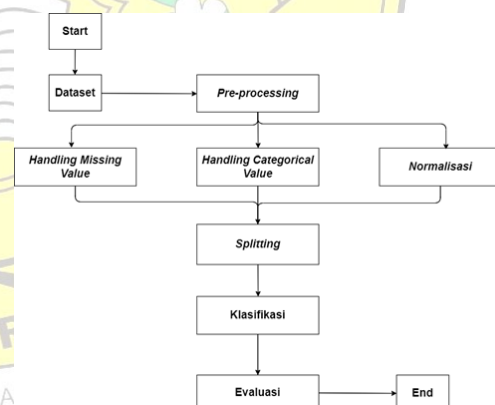 Start
Dataset
Pre-processing
Handling Missing
Value
Handling Categorical
Value
Normalisasi
Splitting
Klasifikasi
Evaluasi
End